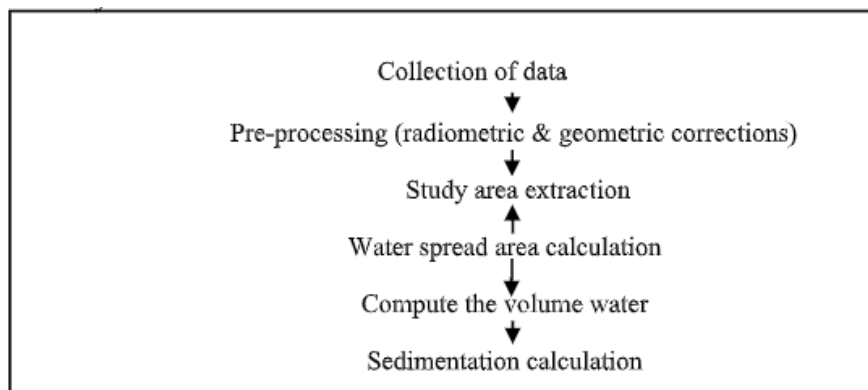 Collection of data
Pre-processing (radiometric & geometric corrections)
Study area extraction
Water spread area calculation
Compute the volume water
Sedimentation calculation